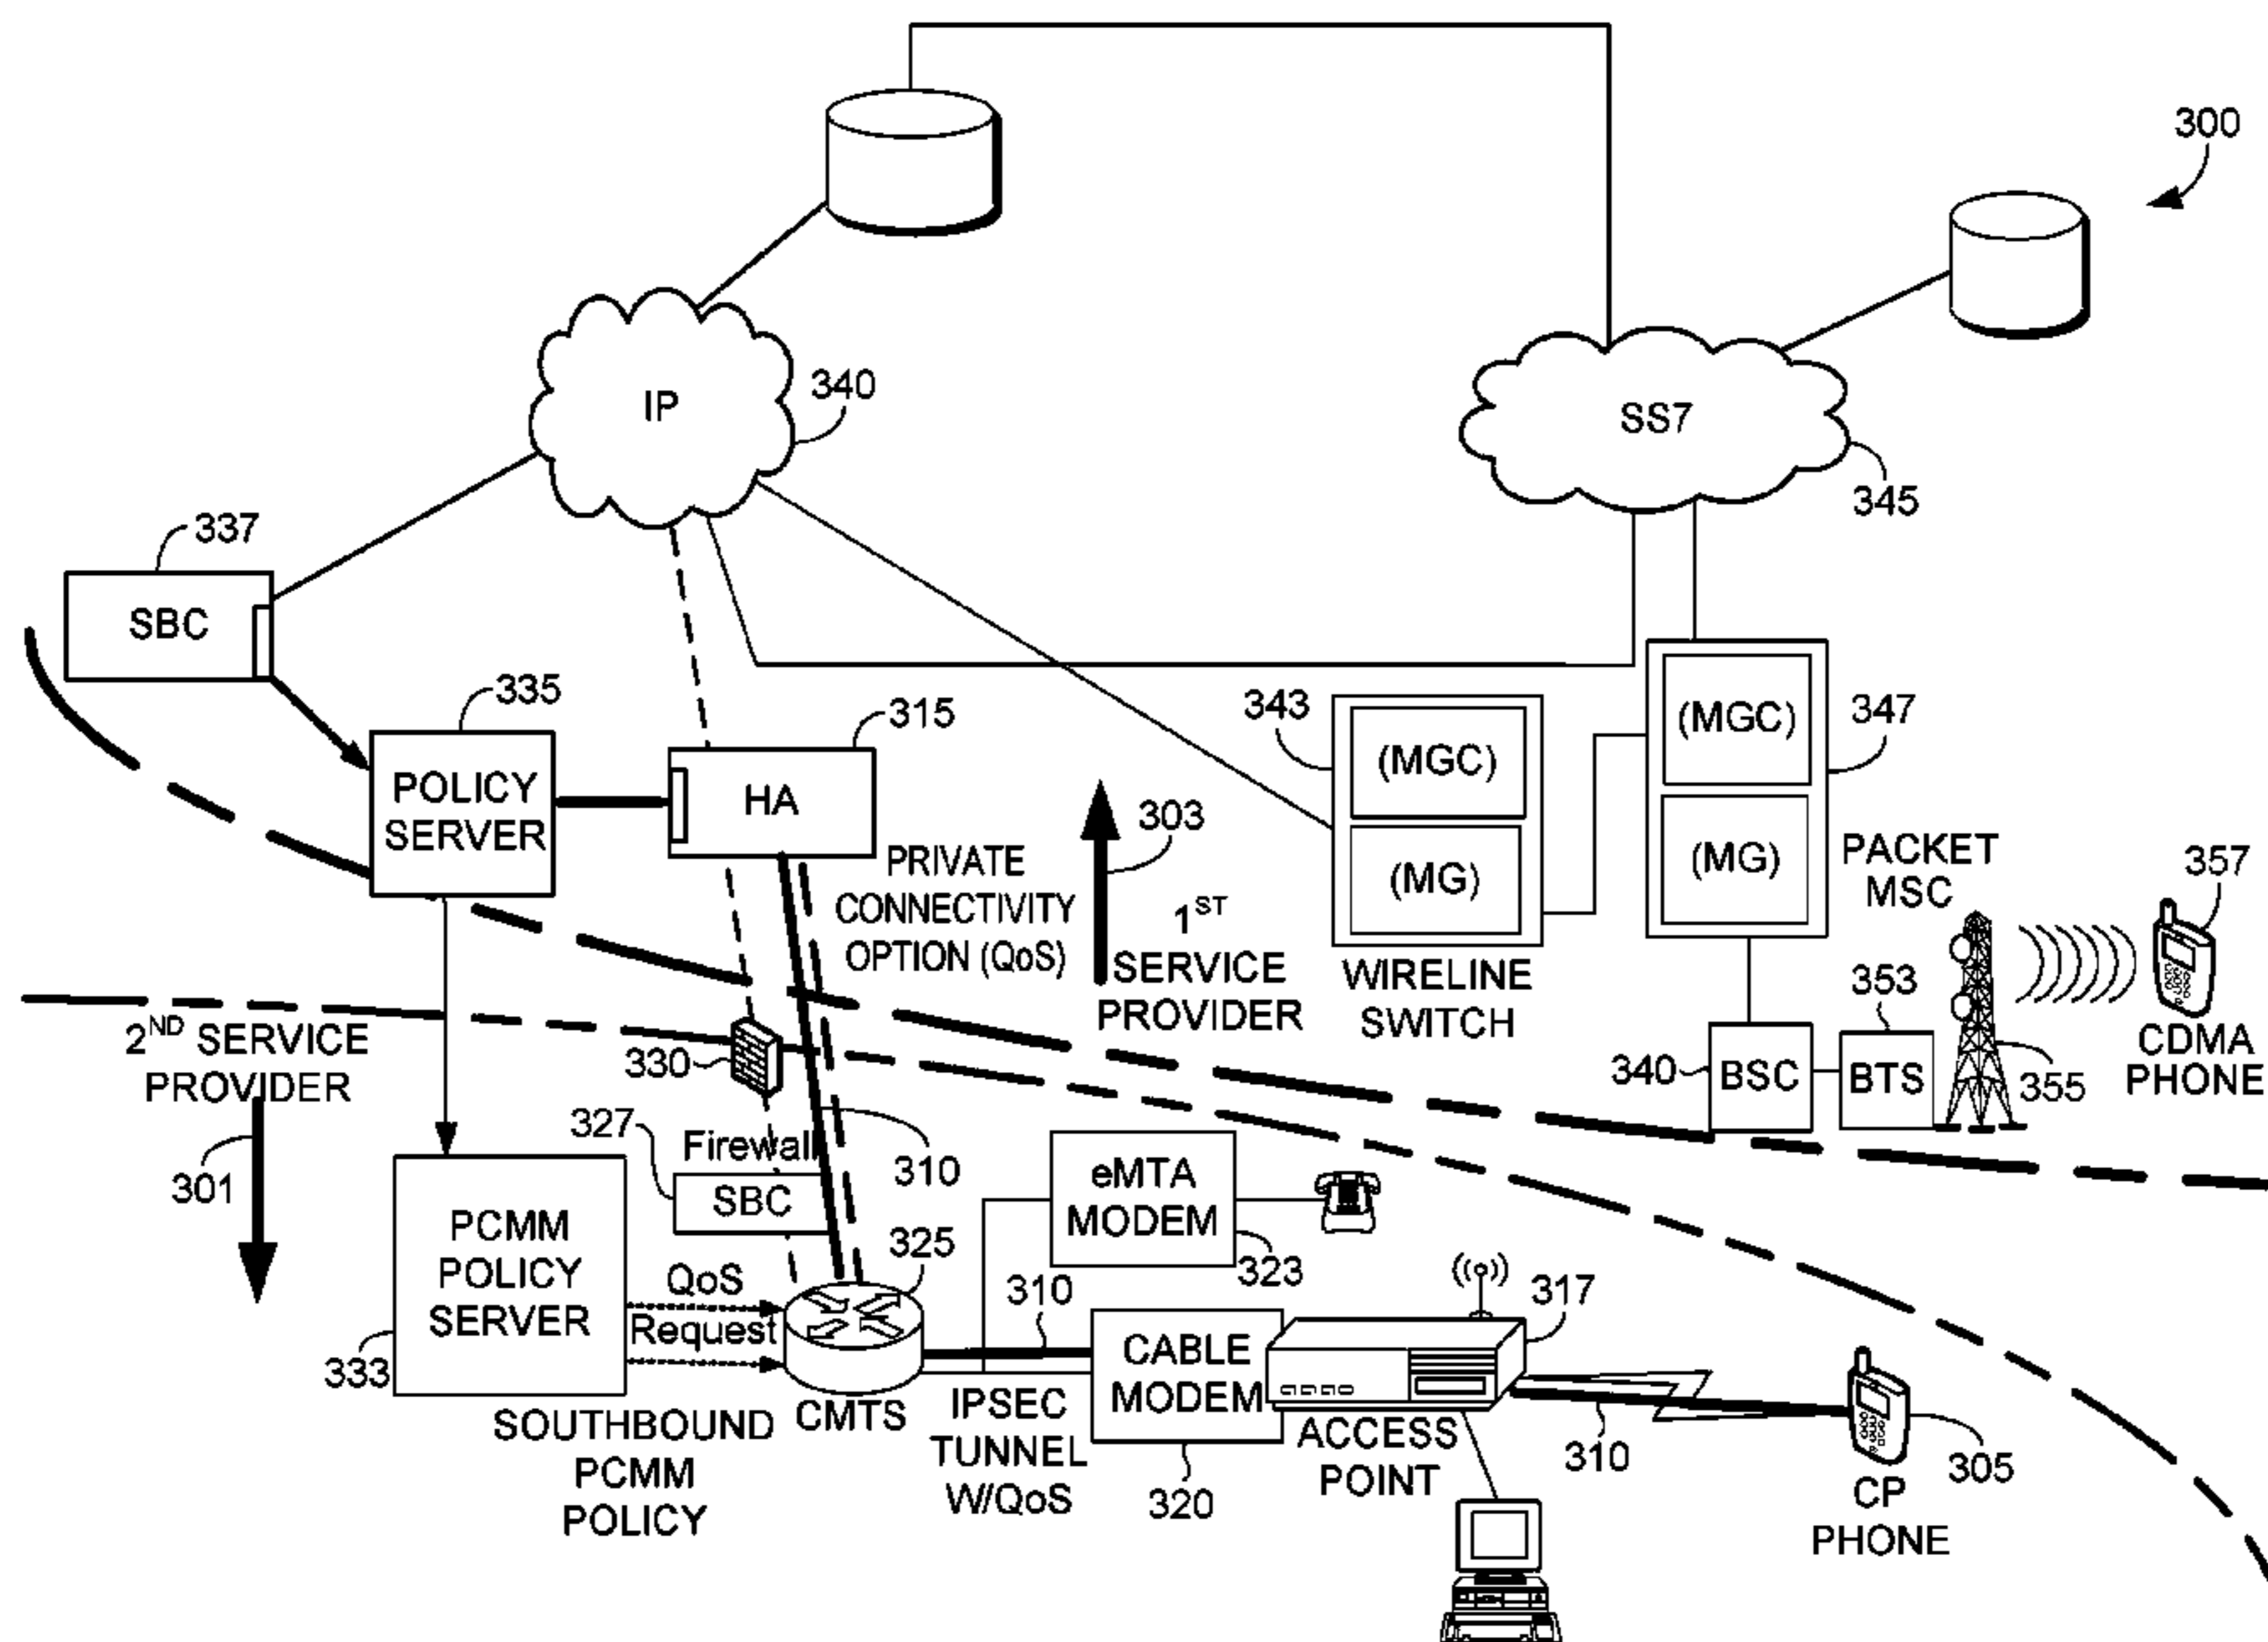 300
IP
340
SS7
345
337
SBC
335
POLICY
SERVER
315
HA
PRIVATE
CONNECTIVITY
OPTION (QoS)
303
1ST
SERVICE
PROVIDER
343
(MGC)
(MG)
WIRELINE
SWITCH
(MGC)
(MG)
347
PACKET
MSC
357
CDMA
PHONE
353
340
BSC
BTS
355
2ND SERVICE
PROVIDER
301
330
Firewall
327
SBC
310
325
eMTA
MODEM
323
PCMM
POLICY
SERVER
333
QoS
Request
SOUTHBOUND
PCMM
POLICY
CMTS
310
IPSEC
TUNNEL
W/QoS
CABLE
MODEM
320
317
ACCESS
POINT
310
305
CP
PHONE